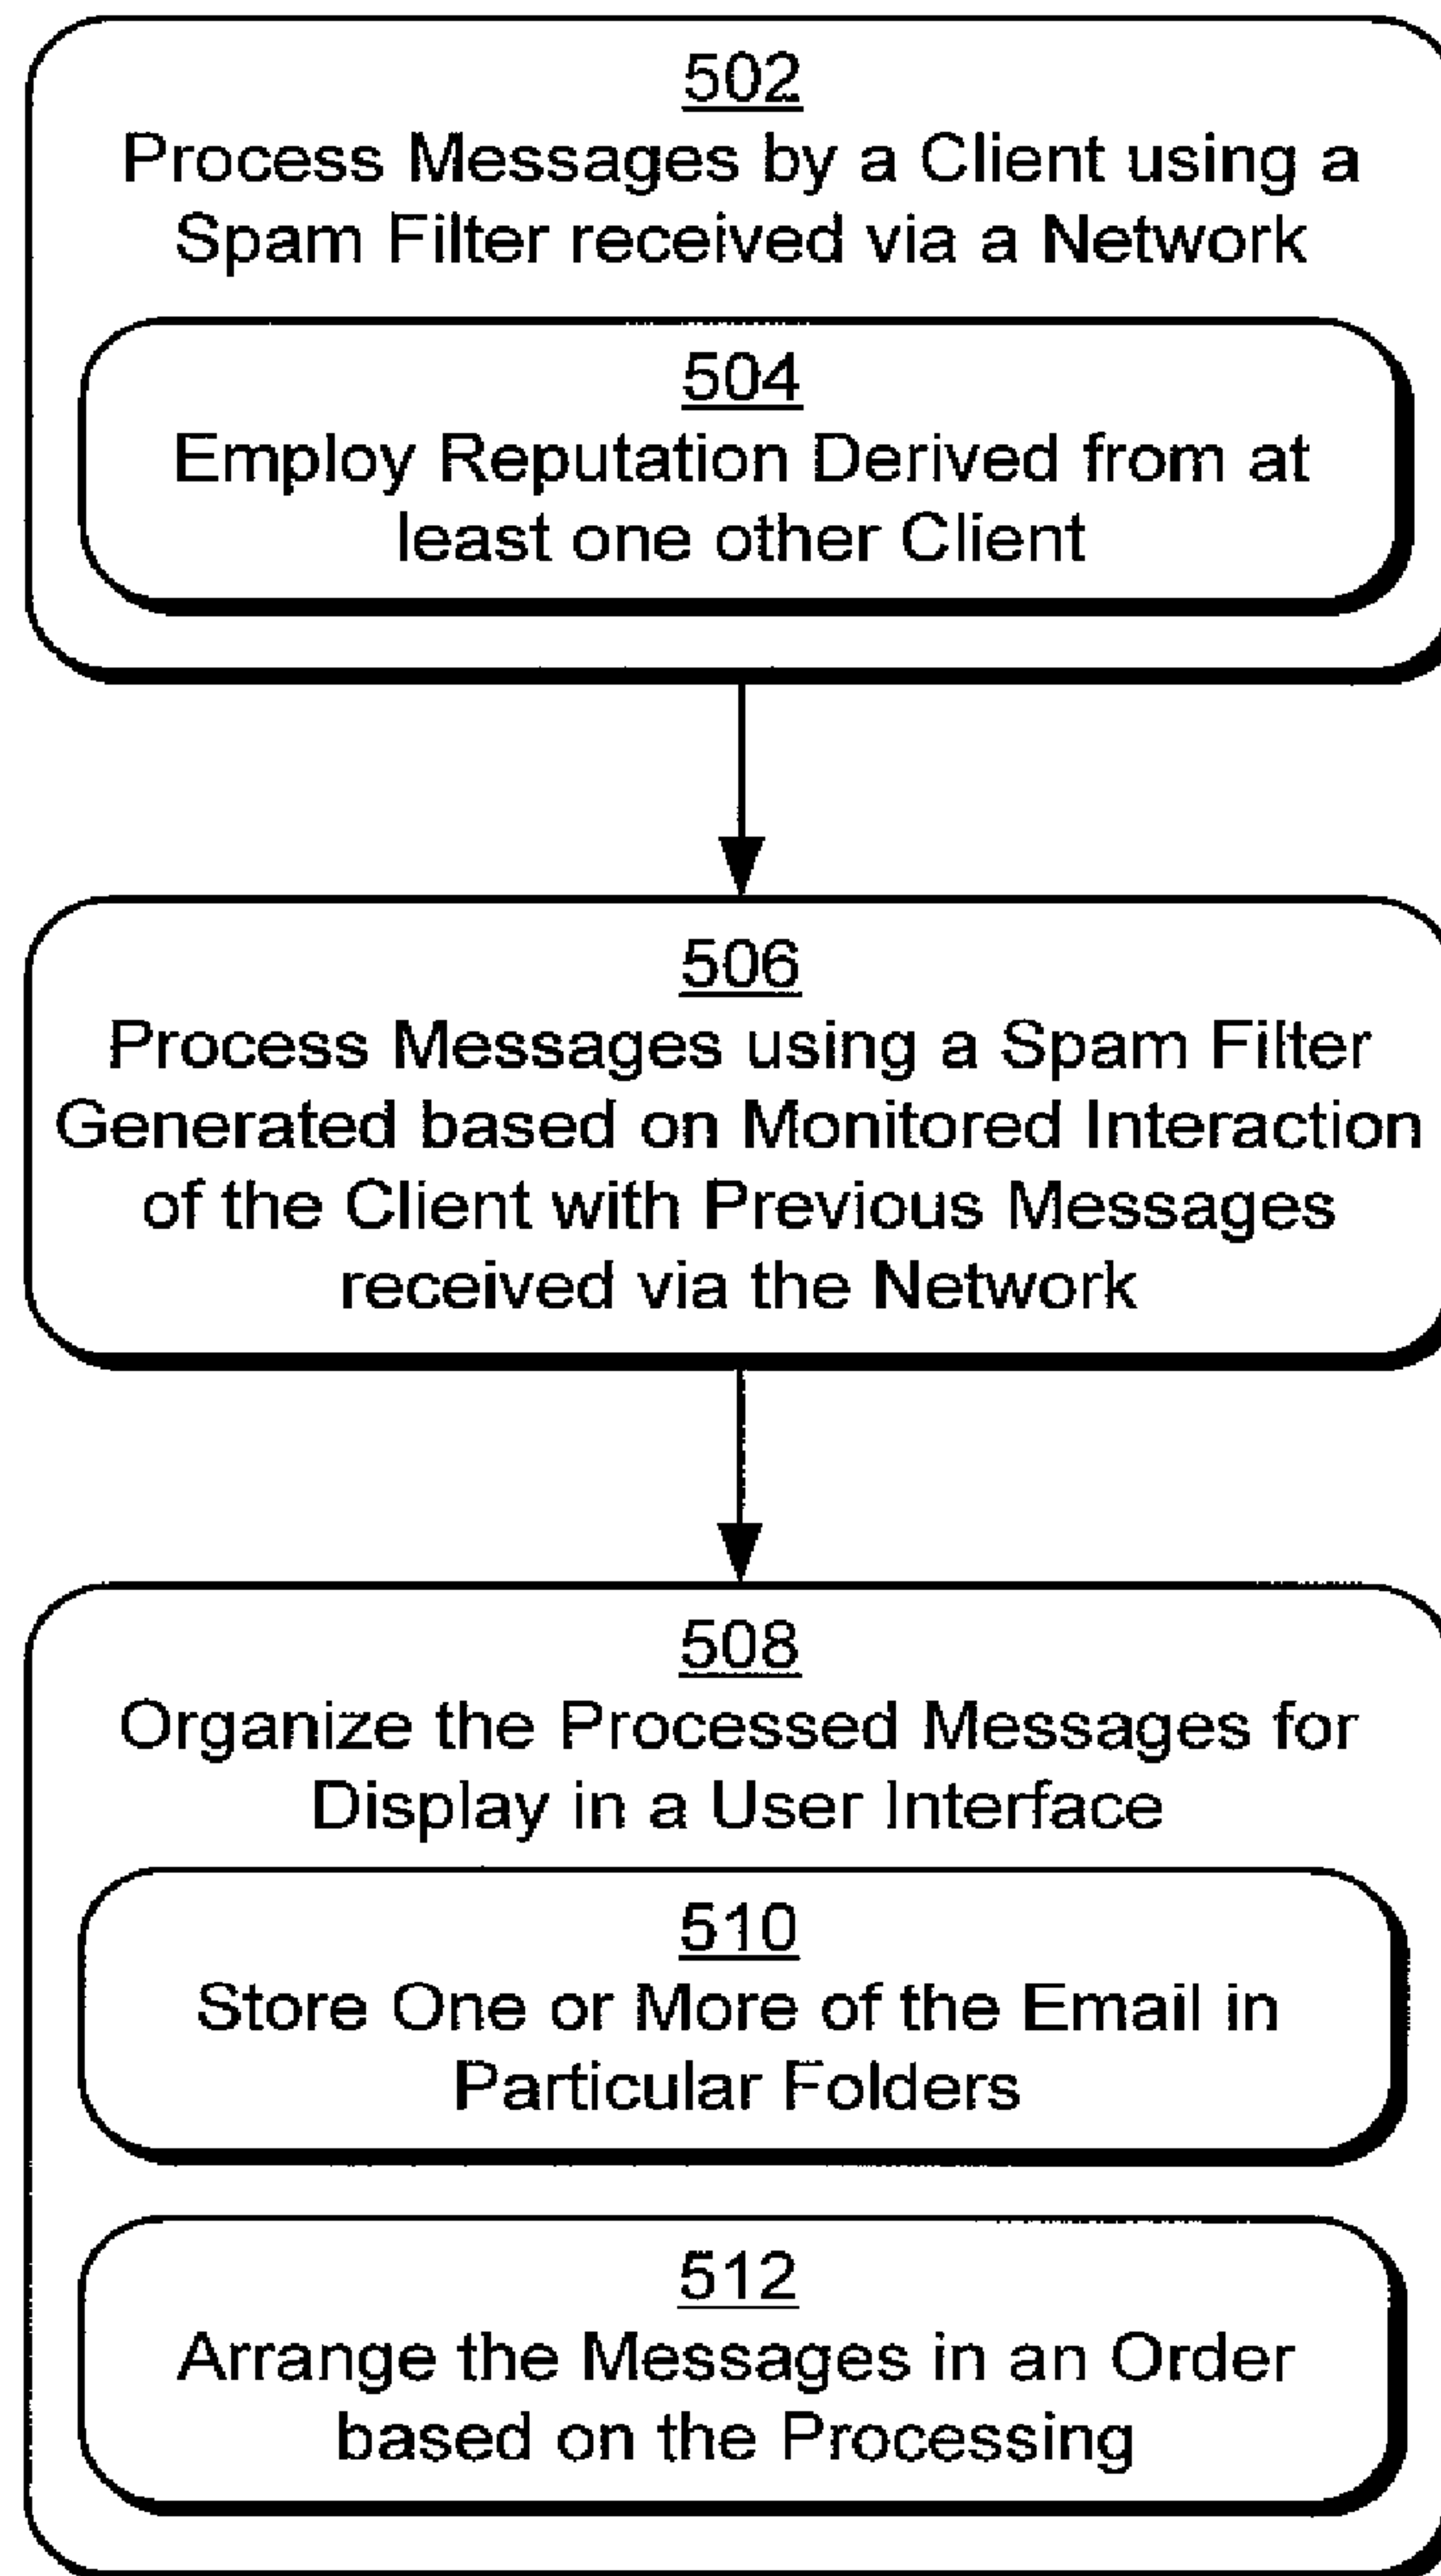 502
Process Messages by a Client using a
Spam Filter received via a Network
504
Employ Reputation Derived from at
least one other Client
506
Process Messages using a Spam Filter
Generated based on Monitored Interaction
of the Client with Previous Messages
received via the Network
508
Organize the Processed Messages for
Display in a User Interface
510
Store One or More of the Email in
Particular Folders
512
Arrange the Messages in an Order
based on the Processing